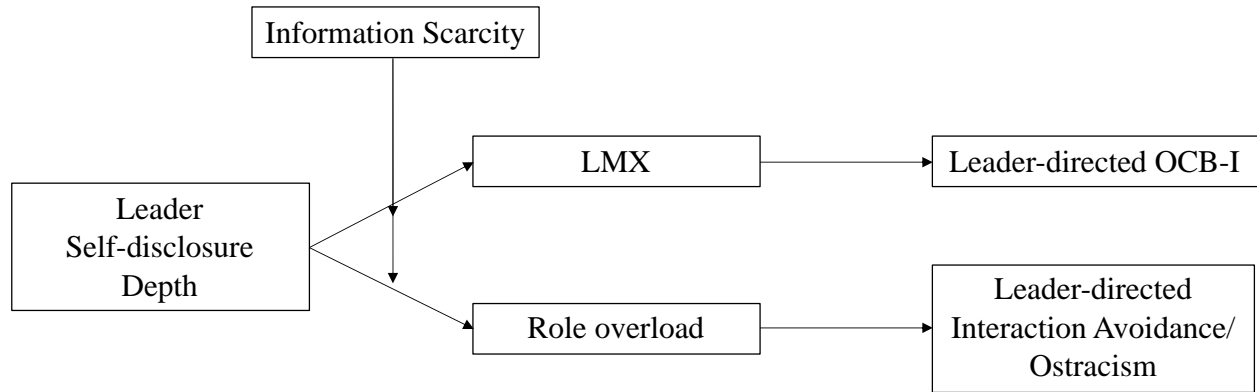 Information Scarcity
LMX
Leader-directed OCB-I
Leader
Self-disclosure
Depth
Role overload
Leader-directed
Interaction Avoidance/
Ostracism